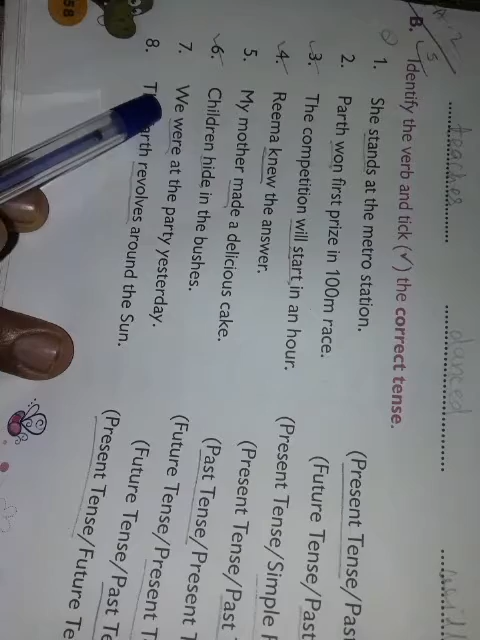 teaches ........ danced ........ will
B. Identify the verb and tick (✓) the correct tense.
1. She stands at the metro station. (Present Tense/Past
2. Parth won first prize in 100m race. (Future Tense/Past
3. The competition will start in an hour. (Present Tense/Simple
4. Reema knew the answer. (Present Tense/Past
5. My mother made a delicious cake. (Past Tense/Present
6. Children hide in the bushes. (Future Tense/Present
7. We were at the party yesterday. (Future Tense/Past Te
8. T arth revolves around the Sun. (Present Tense/Future Te
58